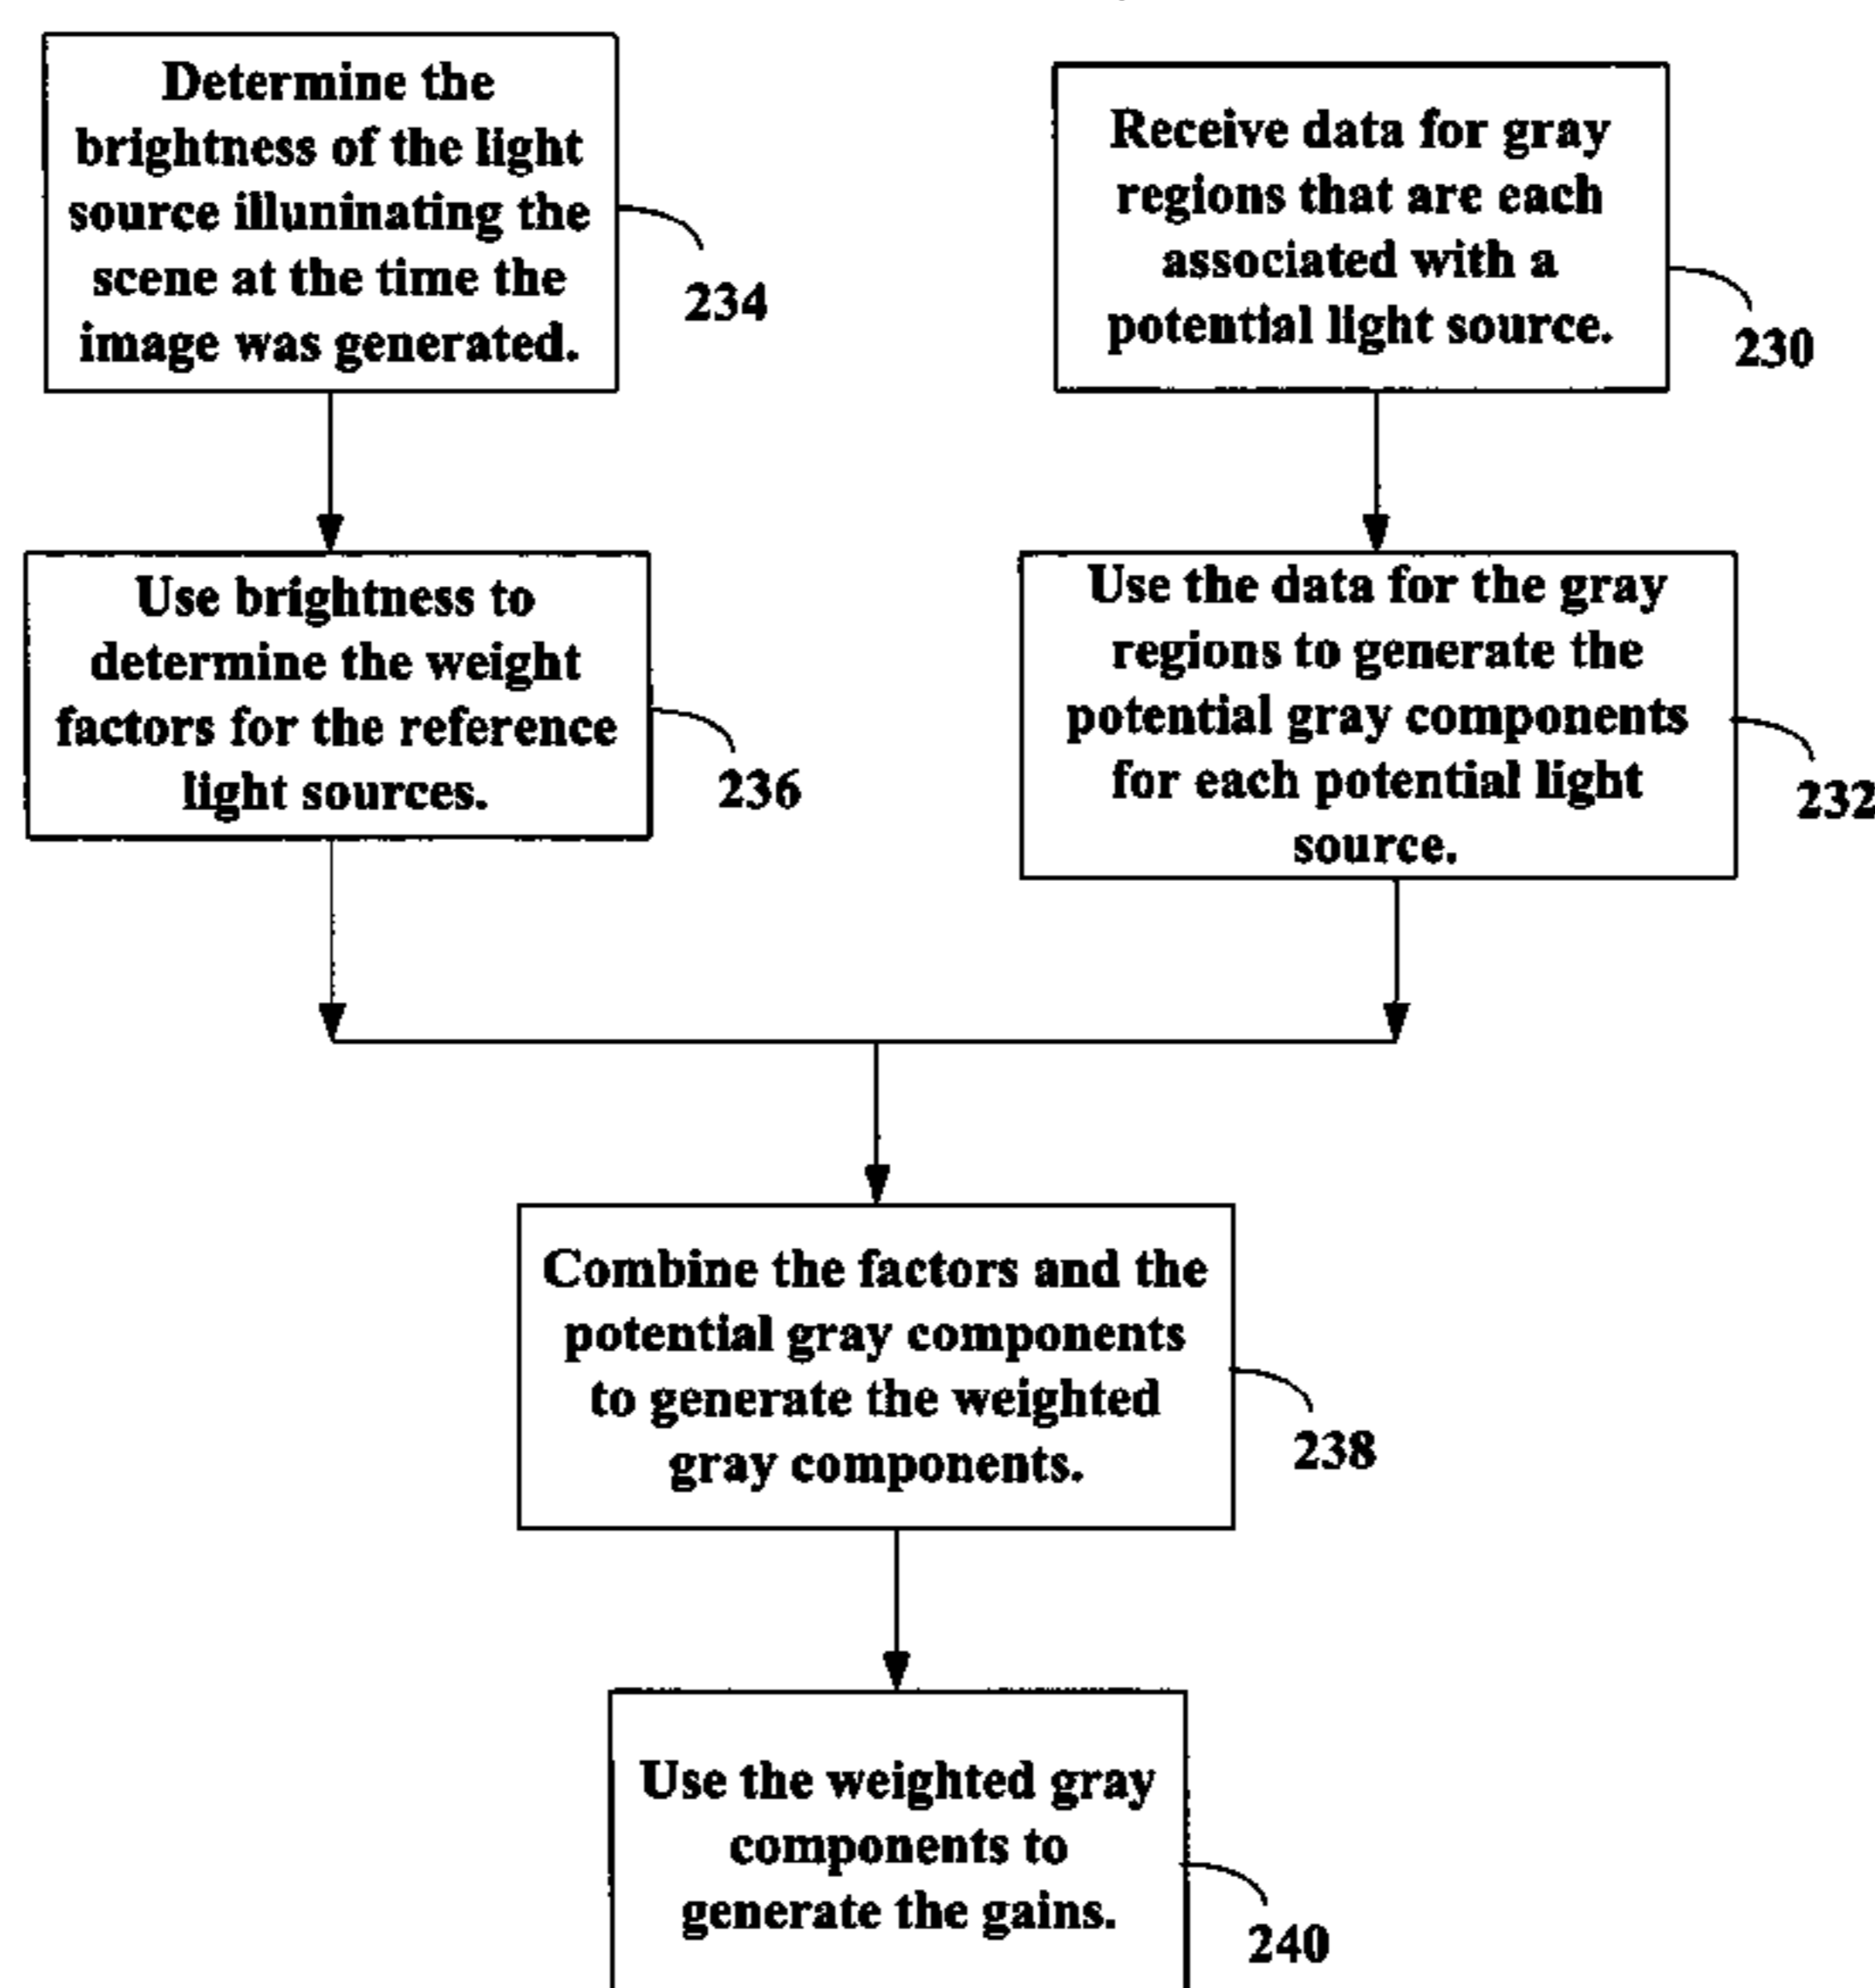 Determine the
brightness of the light
source illuninating the
scene at the time the
image was generated.
234
Receive data for gray
regions that are each
associated with a
potential light source.
230
Use brightness to
determine the weight
factors for the reference
light sources.
236
Use the data for the gray
regions to generate the
potential gray components
for each potential light
source.
232
Combine the factors and the
potential gray components
to generate the weighted
gray components.
238
Use the weighted gray
components to
generate the gains.
240